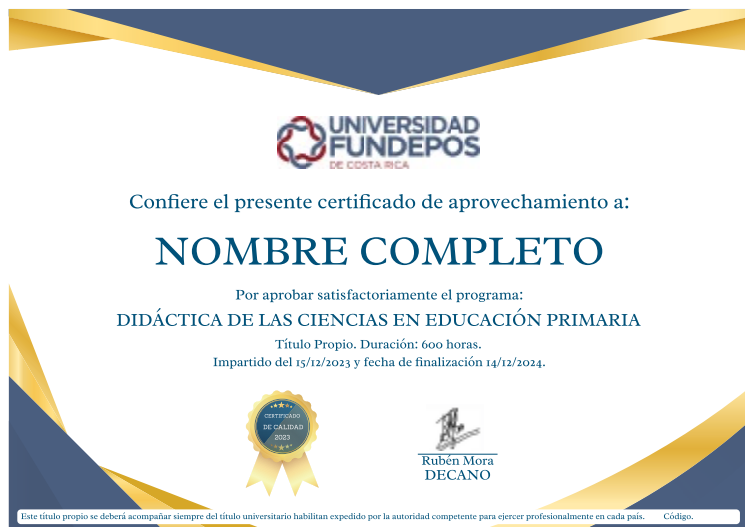 UNIVERSIDAD
FUNDEPOS
DE COSTA RICA
Confiere el presente certificado de aprovechamiento a:
NOMBRE COMPLETO
Por aprobar satisfactoriamente el programa:
DIDÁCTICA DE LAS CIENCIAS EN EDUCACIÓN PRIMARIA
Título Propio. Duración: 600 horas.
Impartido del 15/12/2023 y fecha de finalización 14/12/2024.
CERTIFICADO
DE CALIDAD
2023
Rubén Mora
DECANO
Este título propio se deberá acompañar siempre del título universitario habilitan expedido por la autoridad competente para ejercer profesionalmente en cada país. Código.